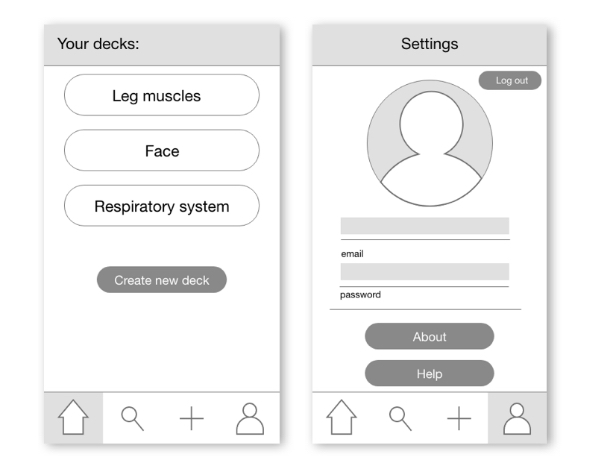 Your decks:
Leg muscles
Face
Respiratory system
Create new deck
Settings
Log out
email
password
About
Help